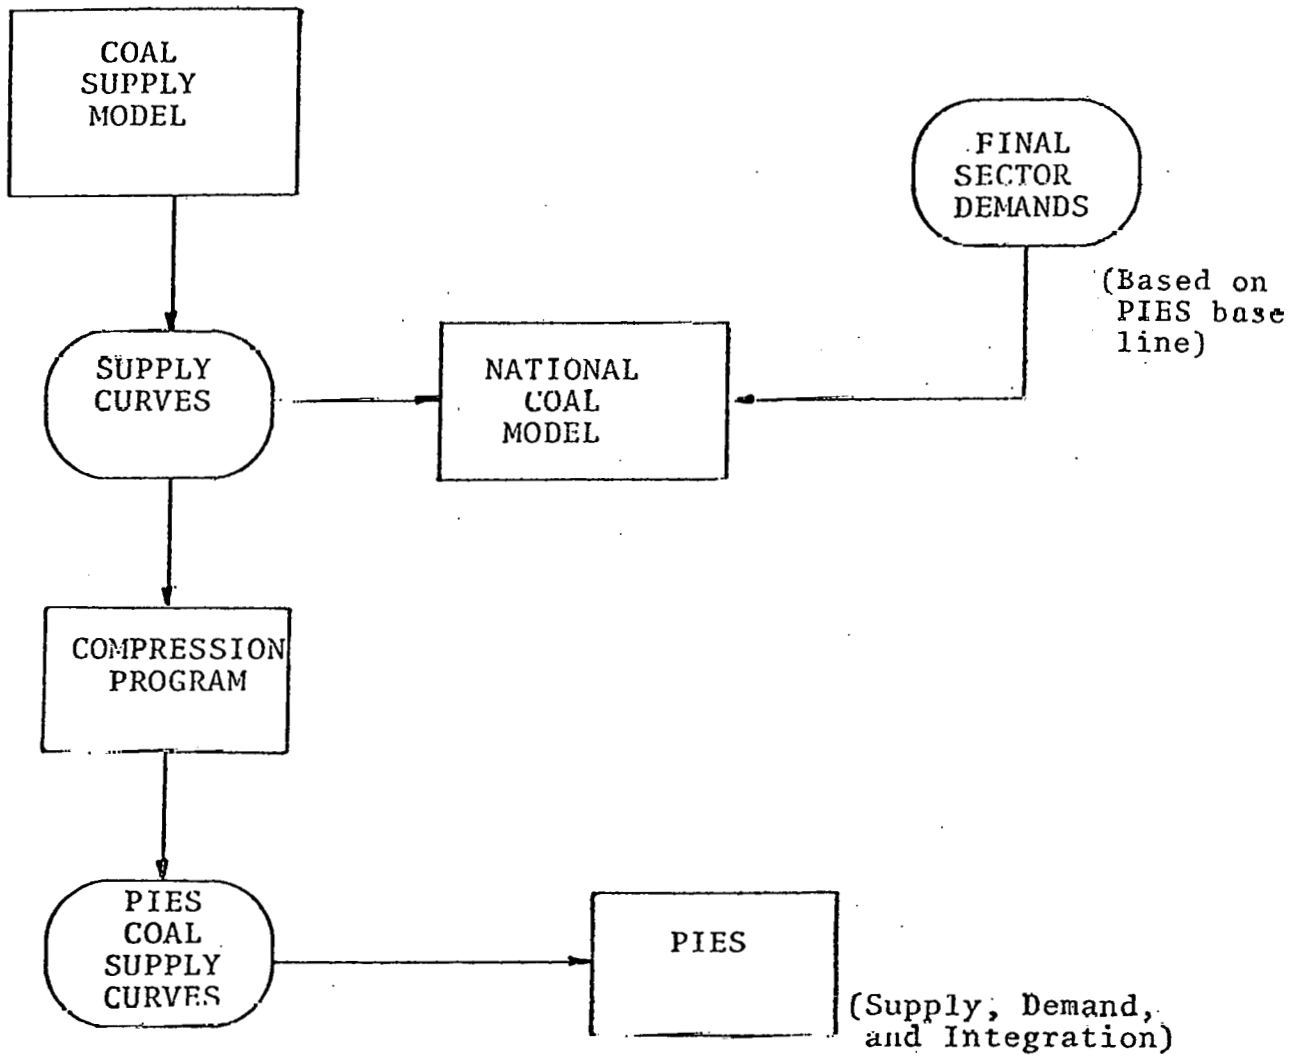 COAL
SUPPLY
MODEL
FINAL
SECTOR
DEMANDS
(Based on
PIES base
line)
SUPPLY
CURVES
NATIONAL
COAL
MODEL
COMPRESSION
PROGRAM
PIES
COAL
SUPPLY
CURVES
PIES
(Supply, Demand,
and Integration)